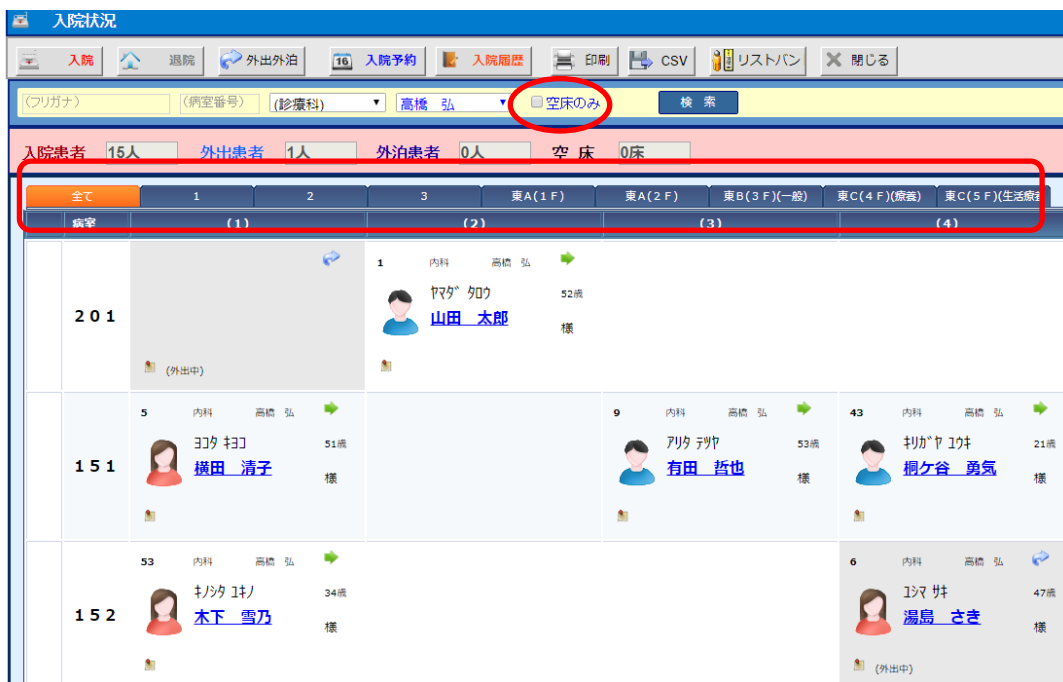 入院状況
入院 退院 外出外泊 16 入院予約 入院履歴 印刷 CSV リストバン 閉じる
(フリガナ) (病室番号) (診療科) 高橋 弘 空床のみ 検 索
入院患者 15人 外出患者 1人 外泊患者 0人 空 床 0床
全て 1 2 3 東A(1F) 東A(2F) 東B(3F)(一般) 東C(4F)(療養) 東C(5F)(生活療養
病室 (1) (2) (3) (4)
1 内科 高橋 弘
ﾔﾏﾀﾞ ﾀﾛｳ 52歳
201 山田 太郎 様
(外出中)
5 内科 高橋 弘 9 内科 高橋 弘 43 内科 高橋 弘
ﾖｺﾀ ｷﾖｺ 51歳 ｱﾘﾀ ﾃﾂﾔ 53歳 ｷﾘｶﾞﾔ ﾕｳｷ 21歳
151 横田 清子 様 有田 哲也 様 桐ケ谷 勇気 様
53 内科 高橋 弘 6 内科 高橋 弘
ｷﾉｼﾀ ﾕｷﾉ 34歳 ﾕｼﾏ ｻｷ 47歳
152 木下 雪乃 様 湯島 さき 様
(外出中)